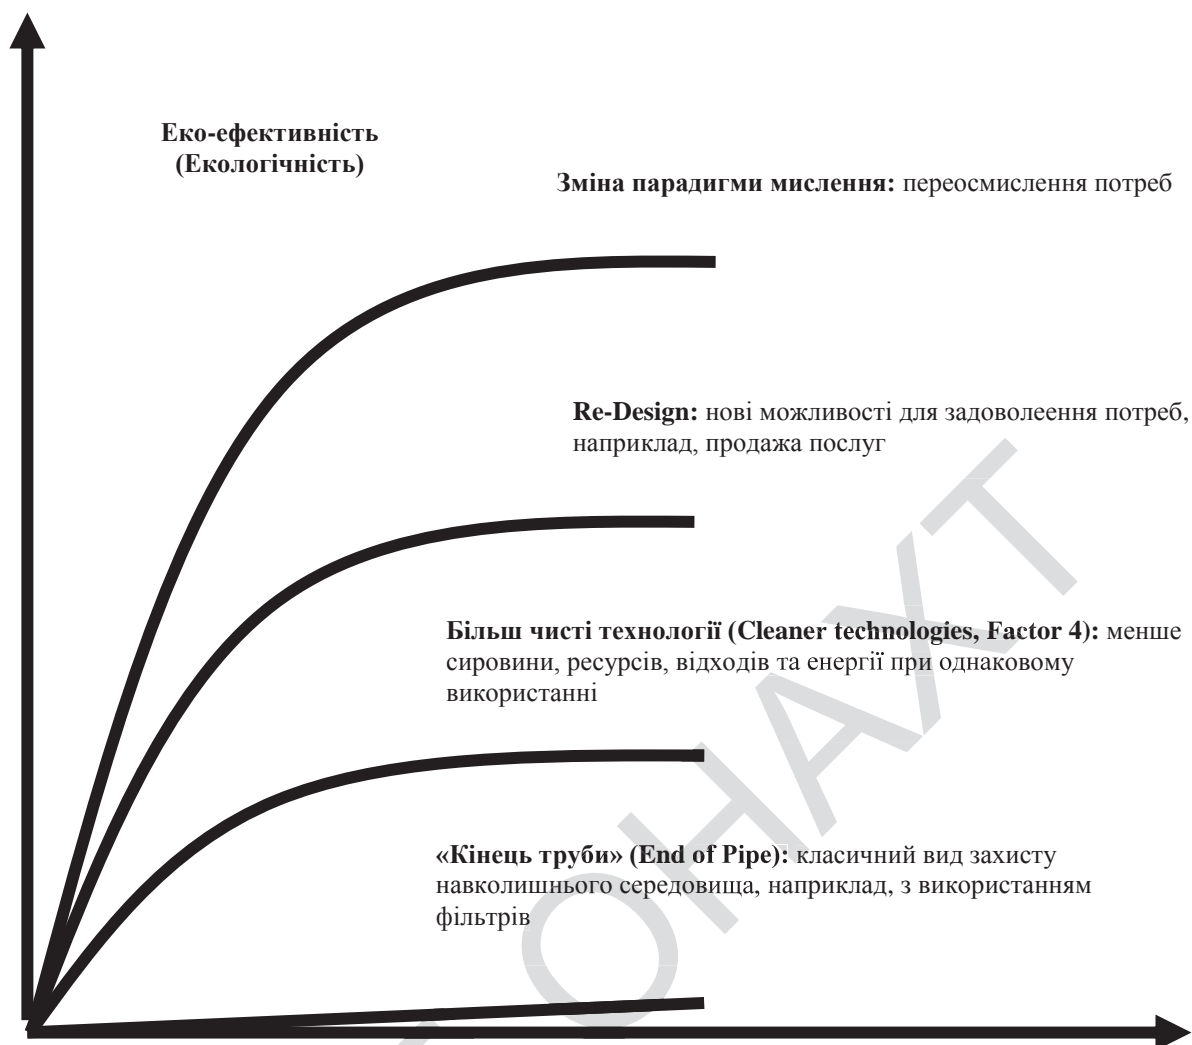 Еко-ефективність
(Екологічність)
Зміна парадигми мислення: переосмислення потреб
Re-Design: нові можливості для задоволеення потреб,
наприклад, продажа послуг
Більш чисті технології (Cleaner technologies, Factor 4): менше
сировини, ресурсів, відходів та енергії при однаковому
використанні
«Кінець труби» (End of Pipe): класичний вид захисту
навколишнього середовища, наприклад, з використанням
фільтрів
ОНАХТ